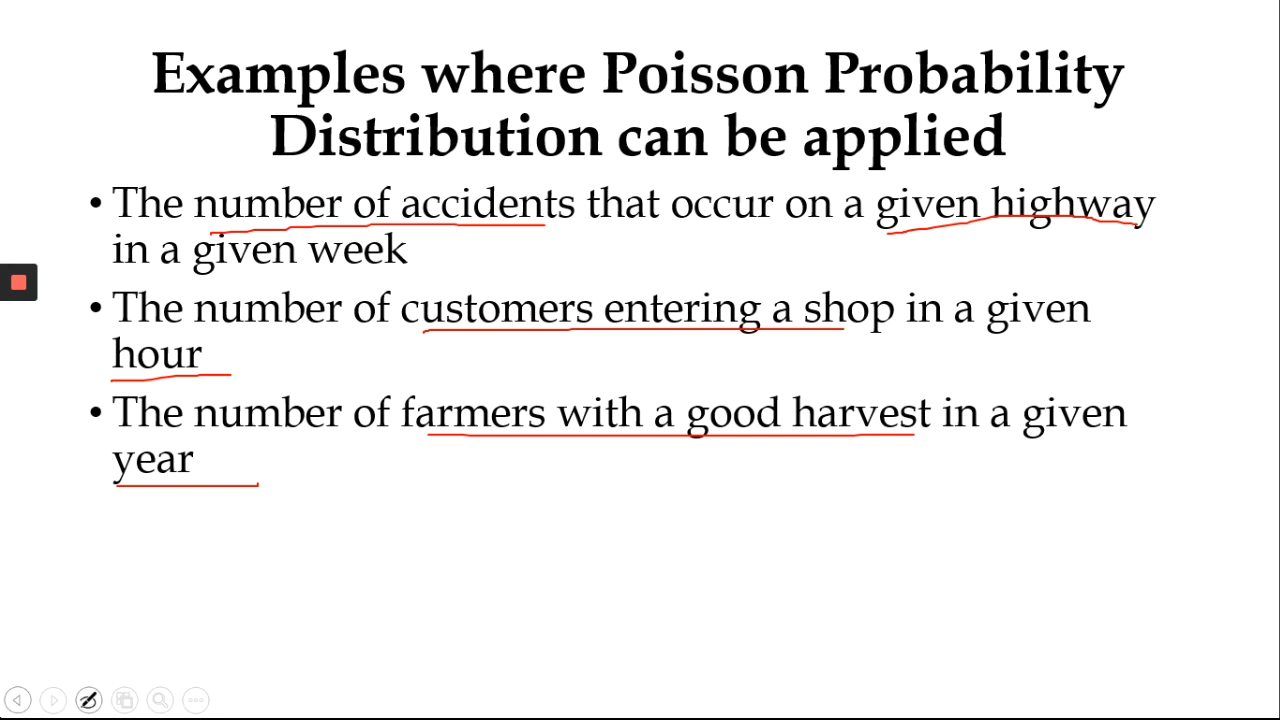 Examples where Poisson Probability
Distribution can be applied
• The number of accidents that occur on a given highway
in a given week
• The number of customers entering a shop in a given
hour
• The number of farmers with a good harvest in a given
year